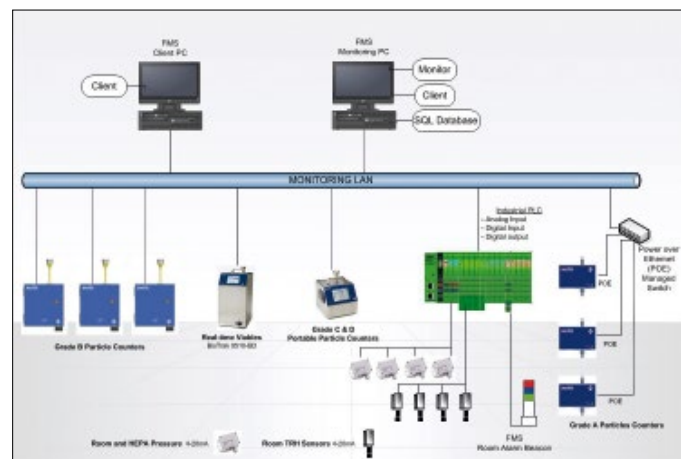 FMS
Client PC
FMS
Monitoring PC
Client
Monitor
Client
SQL Database
MONITORING LAN
Industrial PLC
– Analog Input
– Digital Input
– Digital output
Power over
Ethernet
(POE)
Managed
Switch
POE
POE
POE
Grade B Particle Counters
Real-time Viables
Grade C & D
Portable Particle Counters
Grade A Particles Counters
Room and HEPA Pressure 4-20mA
Room TRH Sensors 4-20mA
FMS
Room Alarm Beacon